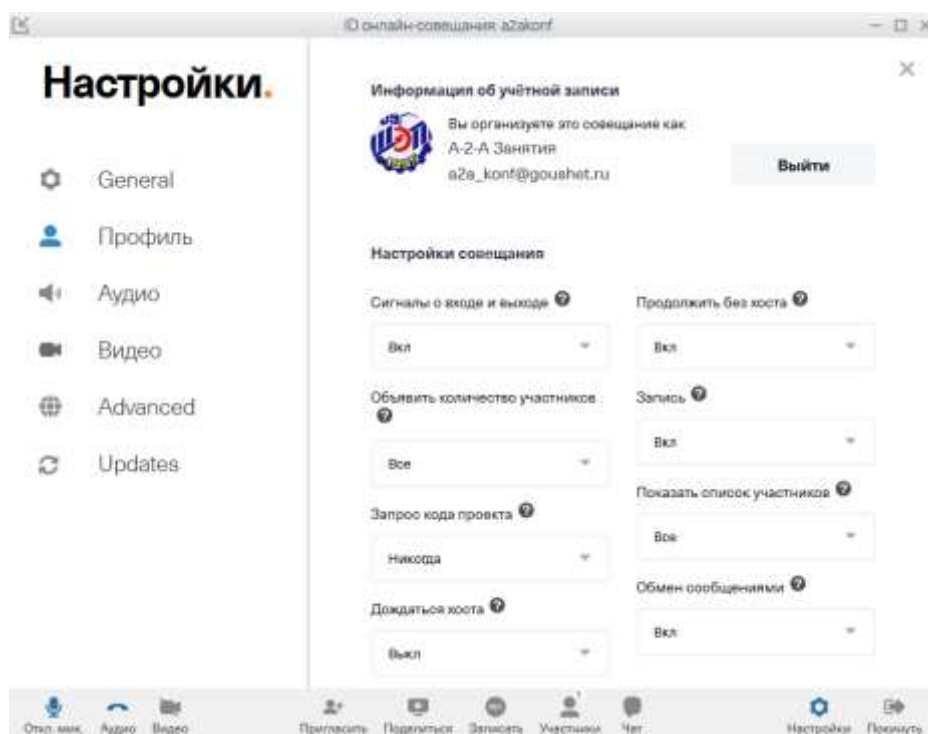 ID онлайн-совещания: a2akonf
Настройки.
General
Профиль
Аудио
Видео
Advanced
Updates
Информация об учётной записи
ШЭП
1992
Вы организуете это совещание как
А-2-А Занятия
a2a_konf@goushet.ru
Выйти
Настройки совещания
Сигналы о входе и выходе
Вкл
Продолжить без хоста
Вкл
Объявить количество участников
Все
Запись
Вкл
Запрос кода проекта
Никогда
Показать список участников
Все
Дождаться хоста
Выкл
Обмен сообщениями
Вкл
Откл. мик. Аудио Видео Пригласить Поделиться Записать Участники Чат Настройки Покинуть